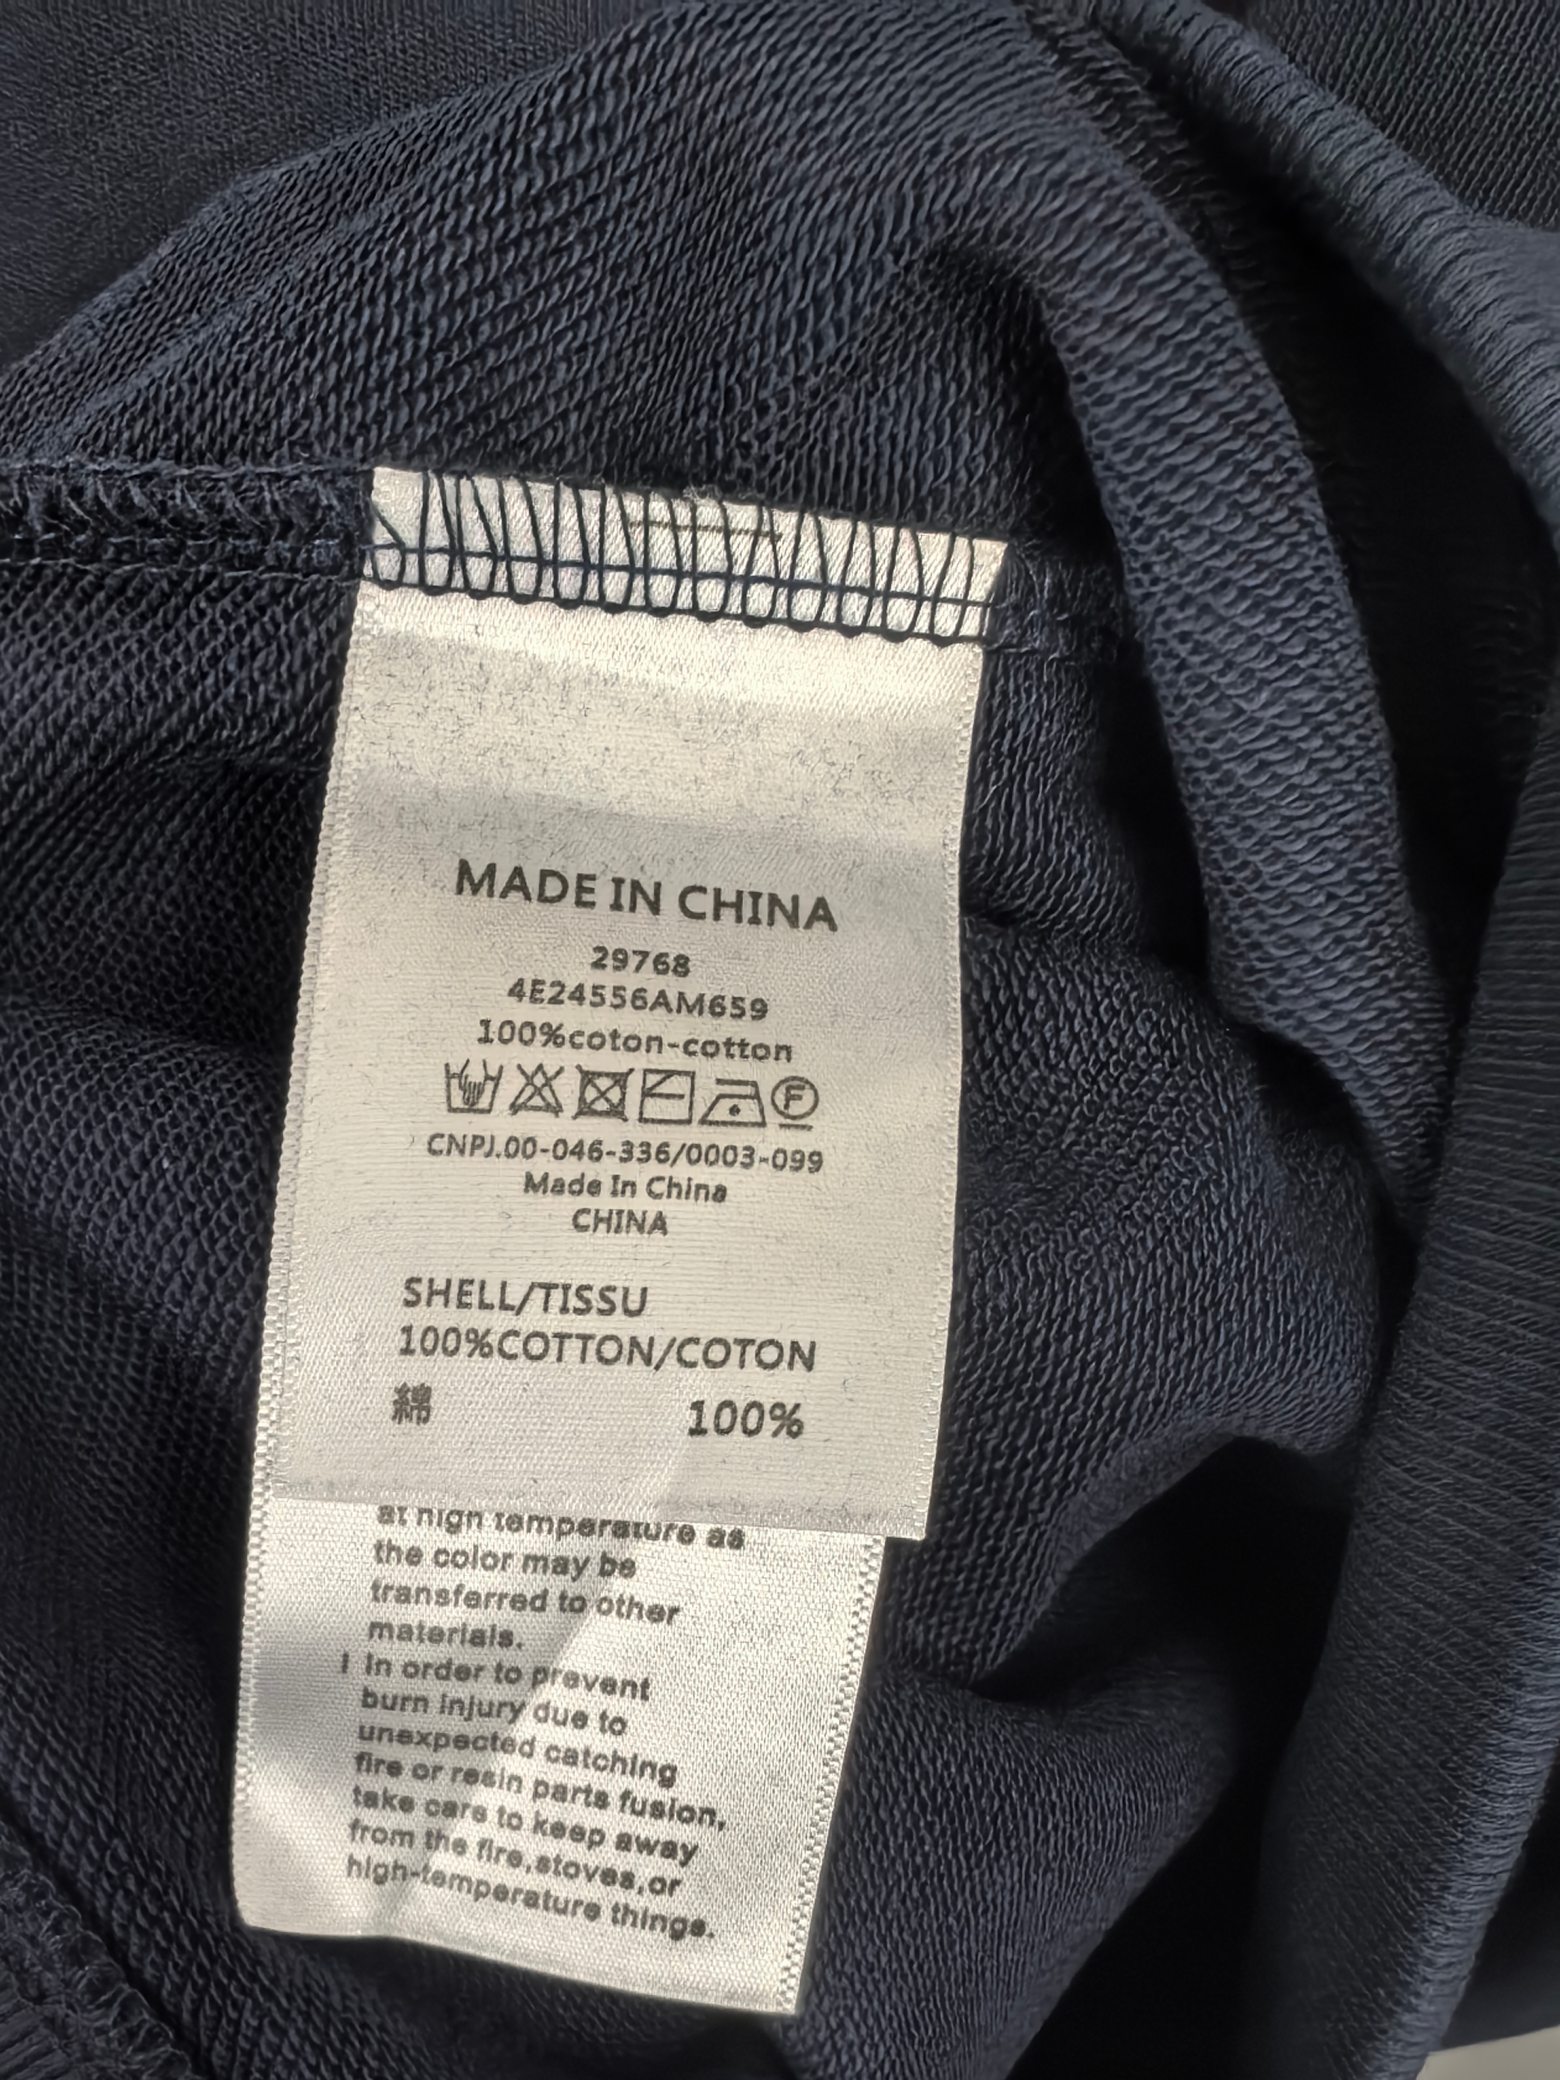 MADE IN CHINA
29768
4E24556AM659
100%coton-cotton
F
CNPJ.00-046-336/0003-099
Made In China
CHINA
SHELL/TISSU
100%COTTON/COTON
綿 100%
at high temperature as
the color may be
transferred to other
materials.
l In order to prevent
burn injury due to
unexpected catching
fire or resin parts fusion,
take care to keep away
from the fire,stoves,or
high-temperature things.